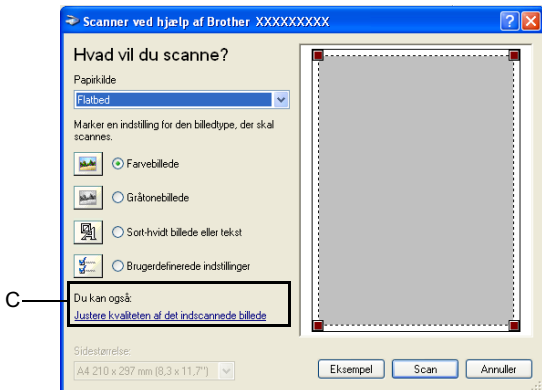 Scanner ved hjælp af Brother XXXXXXXXX
Hvad vil du scanne?
Papirkilde
Flatbed
Marker en indstilling for den billedtype, der skal
scannes.
Farvebillede
Gråtonebillede
Sort-hvidt billede eller tekst
Brugerdefinerede indstillinger
C
Du kan også:
Justere kvaliteten af det indscannede billede
Sidestørrelse:
A4 210 x 297 mm (8,3 x 11,7")
Eksempel
Scan
Annuller